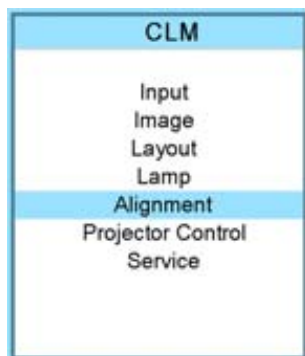 CLM
Input
Image
Layout
Lamp
Alignment
Projector Control
Service